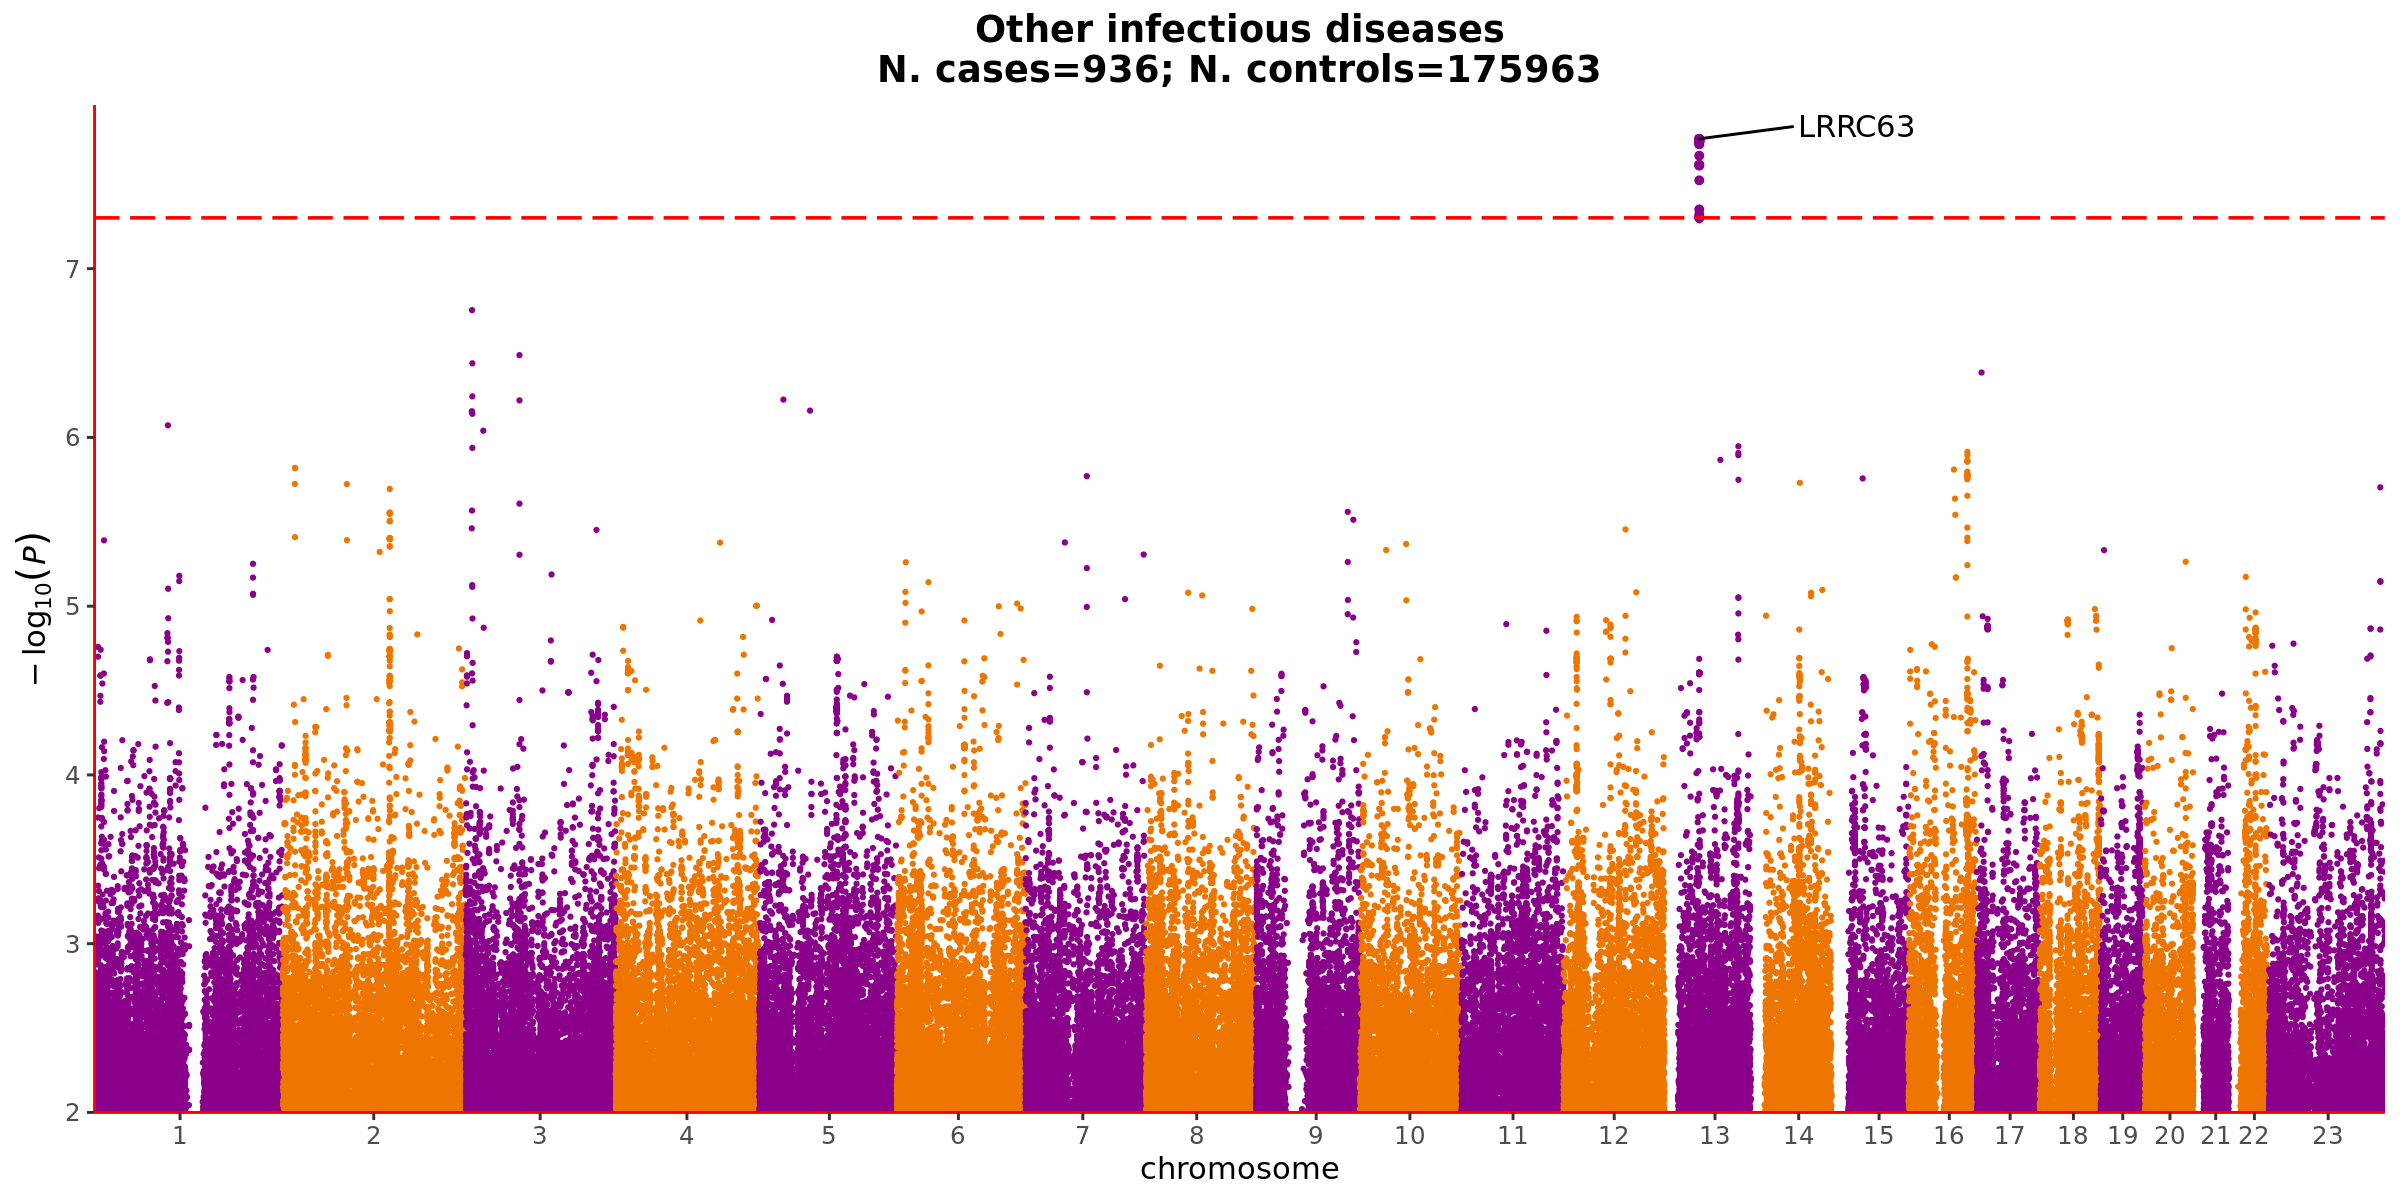 Other infectious diseases
N. cases=936; N. controls=175963
LRRC63
7
6
5
4
3
2
− log₁₀(P)
1 2 3 4 5 6 7 8 9 10 11 12 13 14 15 16 17 18 19 20 21 22 23
chromosome